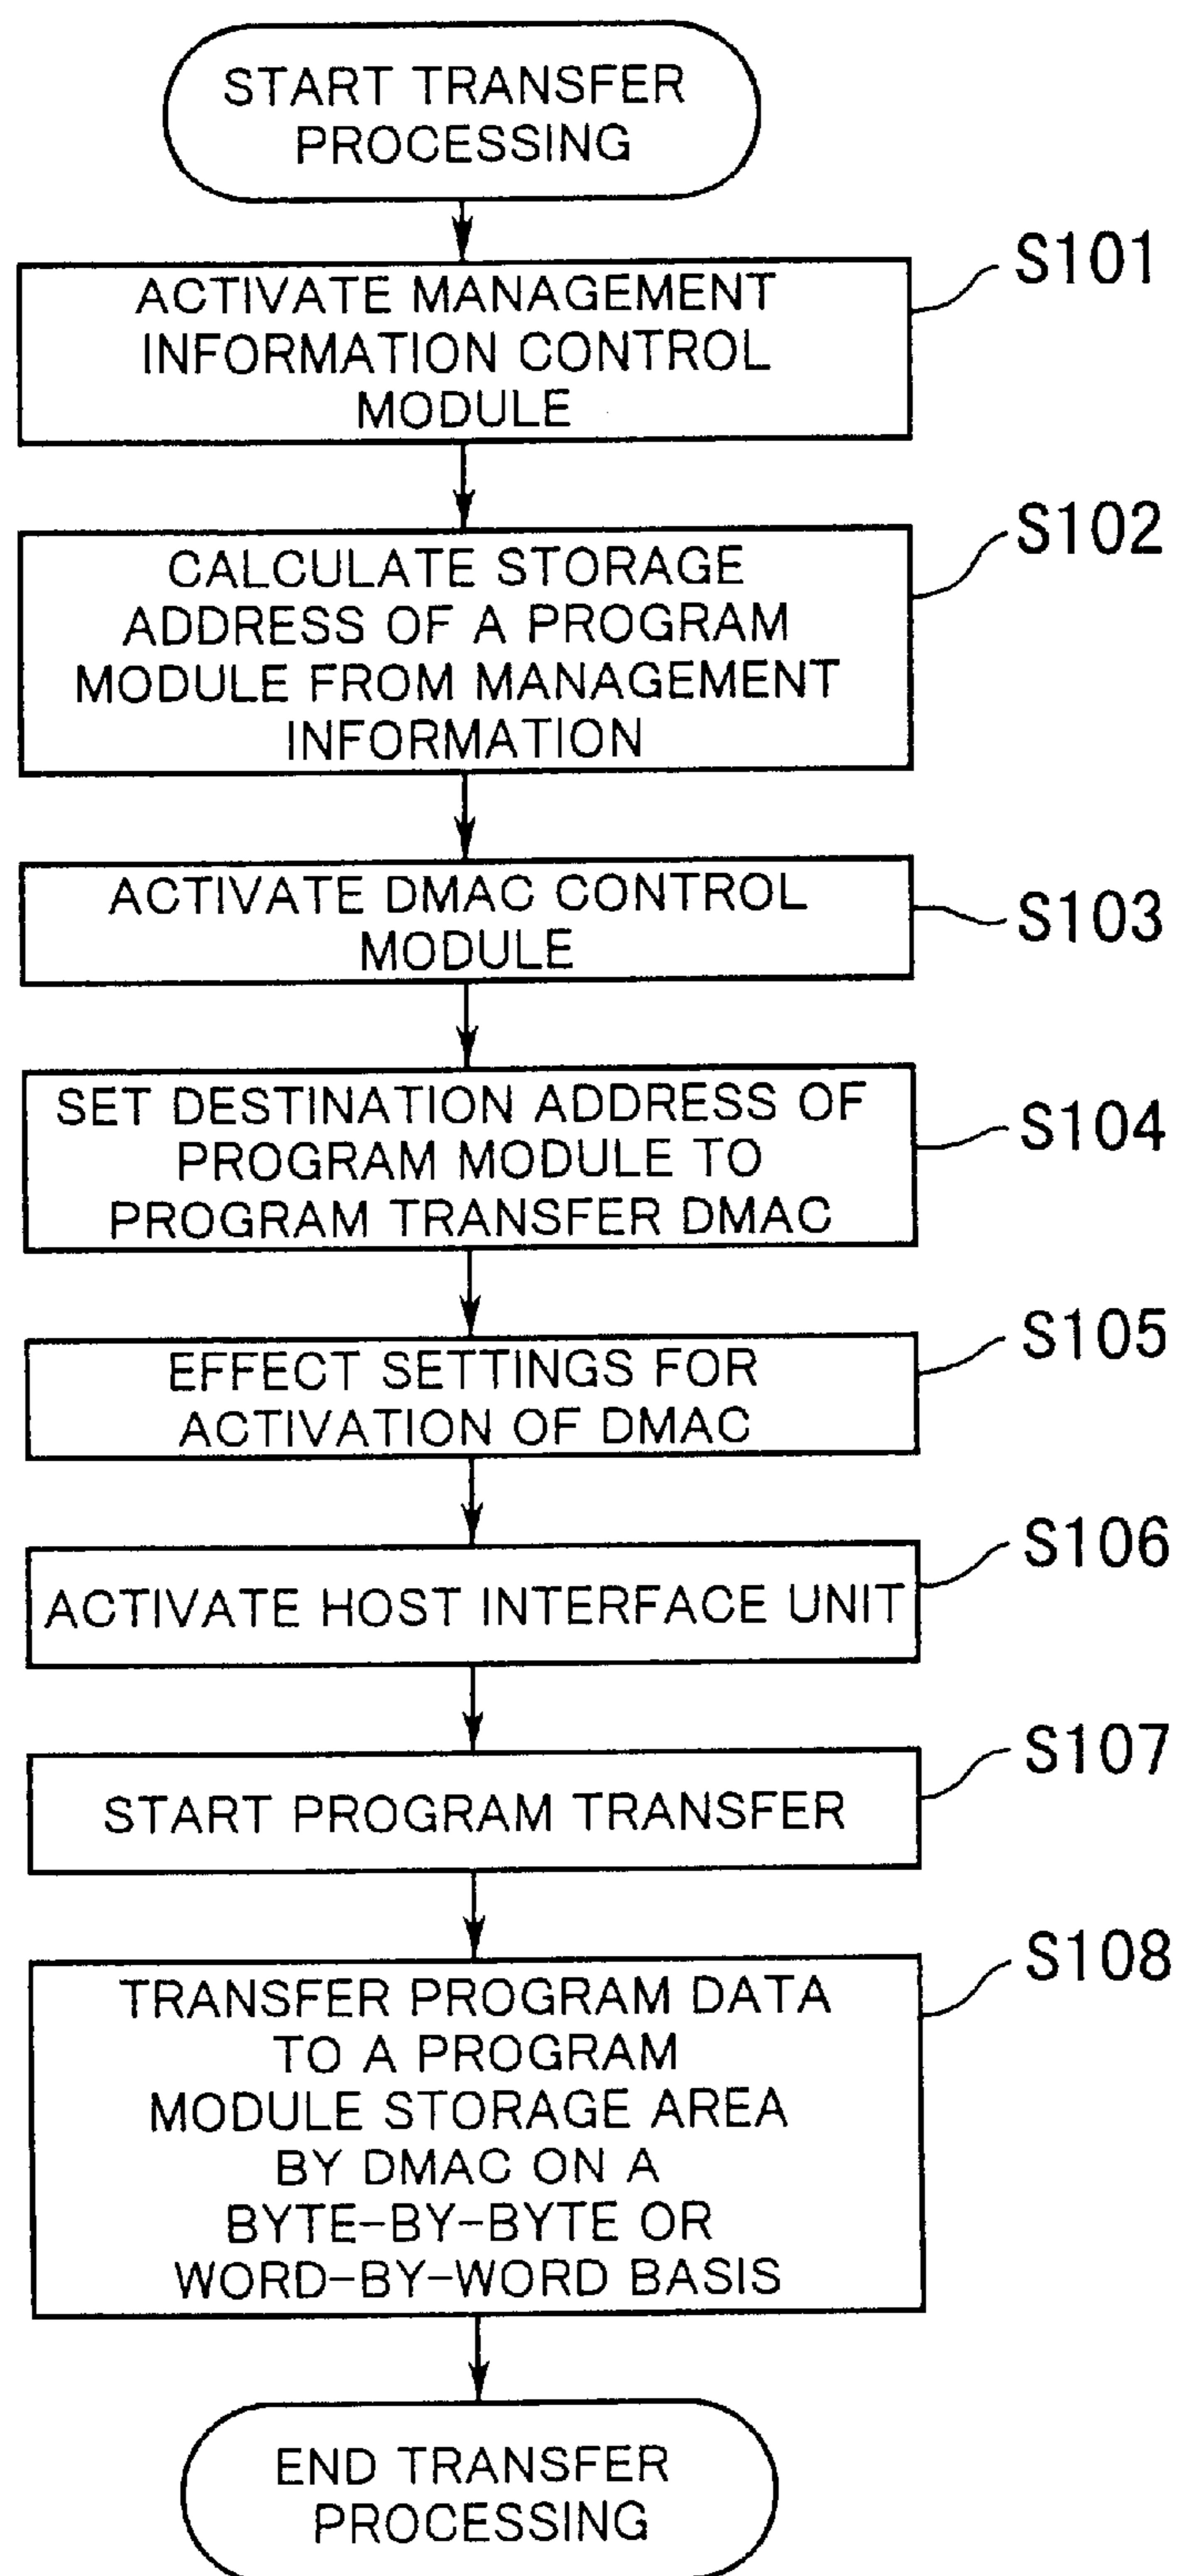 START TRANSFER
PROCESSING
S101
ACTIVATE MANAGEMENT
INFORMATION CONTROL
MODULE
S102
CALCULATE STORAGE
ADDRESS OF A PROGRAM
MODULE FROM MANAGEMENT
INFORMATION
ACTIVATE DMAC CONTROL
MODULE
S103
SET DESTINATION ADDRESS OF
PROGRAM MODULE TO
PROGRAM TRANSFER DMAC
S104
EFFECT SETTINGS FOR
ACTIVATION OF DMAC
S105
ACTIVATE HOST INTERFACE UNIT
S106
START PROGRAM TRANSFER
S107
TRANSFER PROGRAM DATA
TO A PROGRAM
MODULE STORAGE AREA
BY DMAC ON A
BYTE-BY-BYTE OR
WORD-BY-WORD BASIS
S108
END TRANSFER
PROCESSING